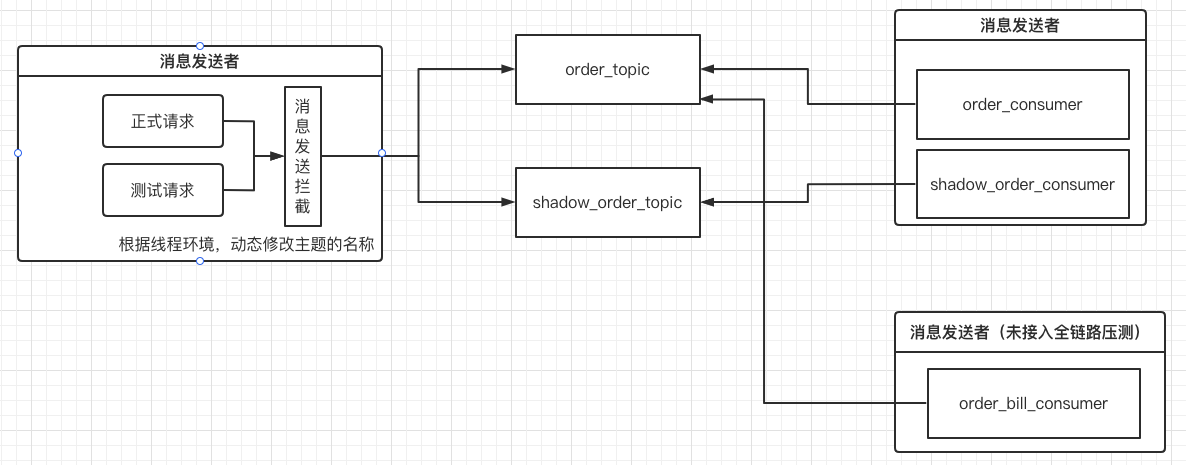 消息发送者
正式请求
测试请求
消息发送拦截
根据线程环境，动态修改主题的名称
order_topic
shadow_order_topic
消息发送者
order_consumer
shadow_order_consumer
消息发送者（未接入全链路压测）
order_bill_consumer